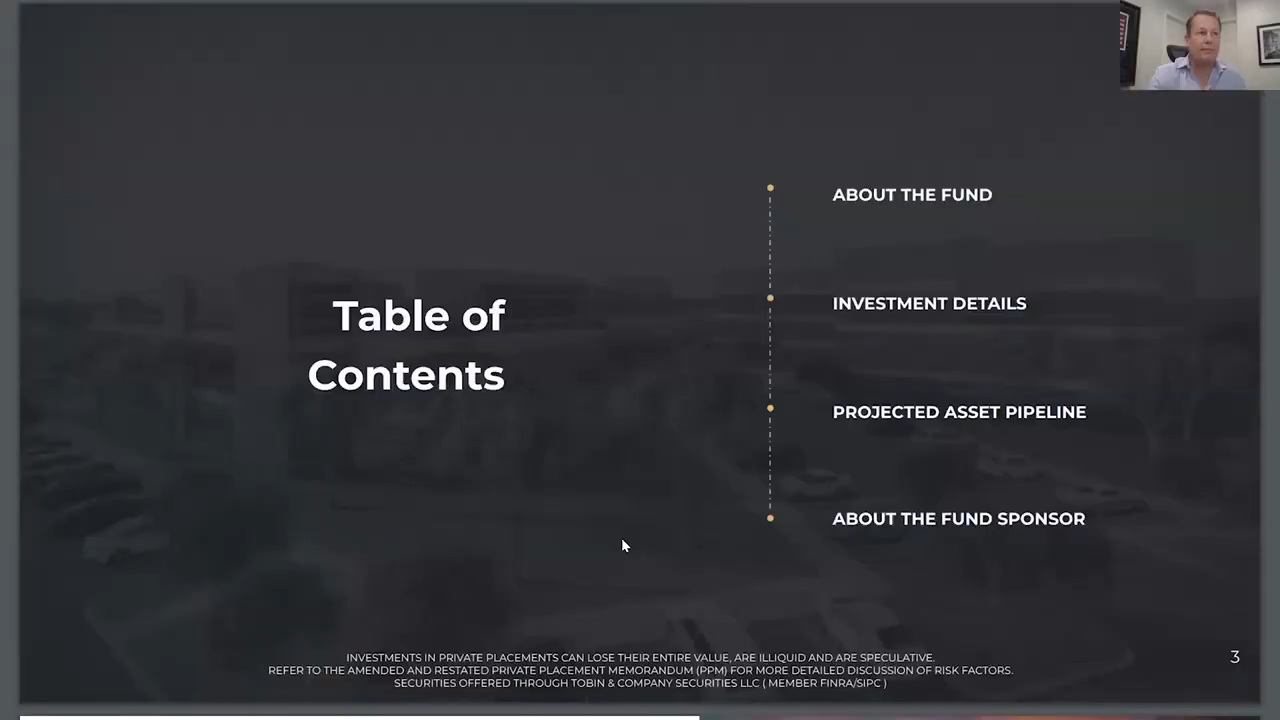 Table of
Contents
ABOUT THE FUND
INVESTMENT DETAILS
PROJECTED ASSET PIPELINE
ABOUT THE FUND SPONSOR
INVESTMENTS IN PRIVATE PLACEMENTS CAN LOSE THEIR ENTIRE VALUE, ARE ILLIQUID AND ARE SPECULATIVE.
REFER TO THE AMENDED AND RESTATED PRIVATE PLACEMENT MEMORANDUM (PPM) FOR MORE DETAILED DISCUSSION OF RISK FACTORS.
SECURITIES OFFERED THROUGH TOBIN & COMPANY SECURITIES LLC ( MEMBER FINRA/SIPC )
3